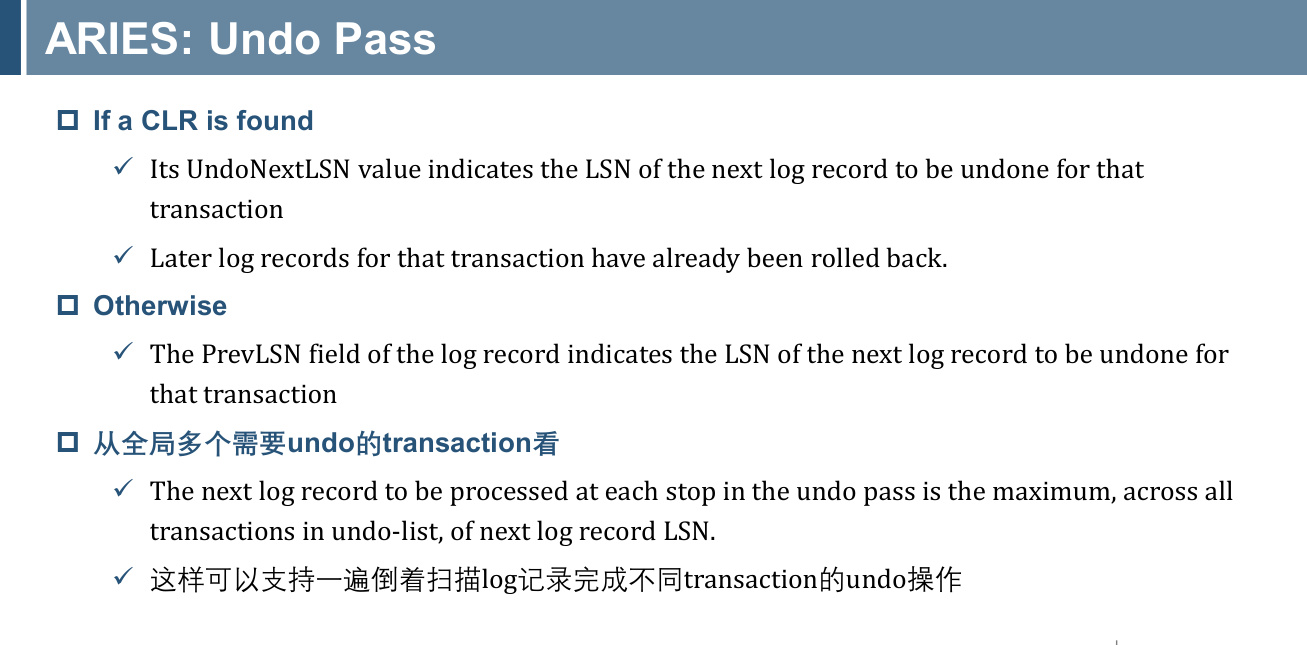 ARIES: Undo Pass
If a CLR is found
Its UndoNextLSN value indicates the LSN of the next log record to be undone for that
transaction
Later log records for that transaction have already been rolled back.
Otherwise
The PrevLSN field of the log record indicates the LSN of the next log record to be undone for
that transaction
从全局多个需要undo的transaction看
The next log record to be processed at each stop in the undo pass is the maximum, across all
transactions in undo-list, of next log record LSN.
这样可以支持一遍倒着扫描log记录完成不同transaction的undo操作